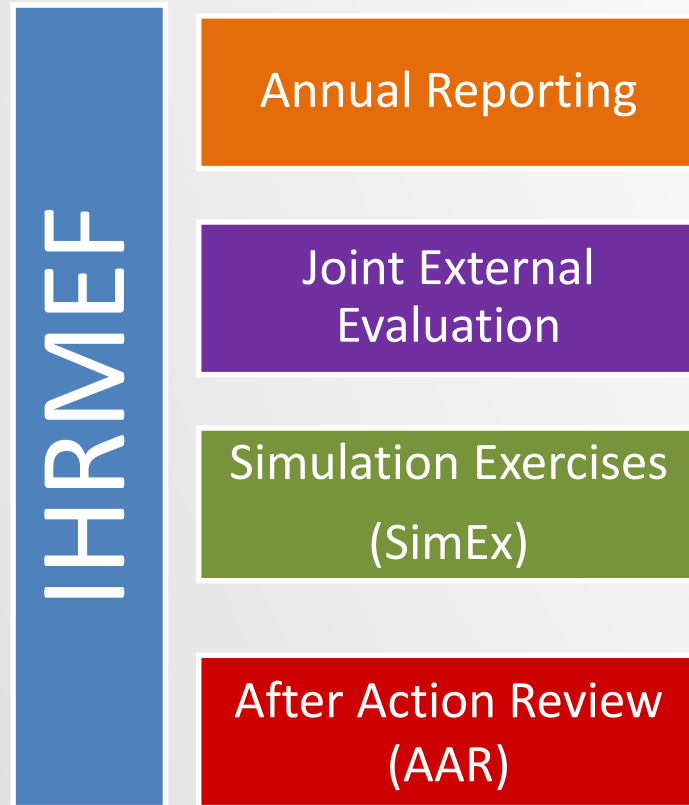 IHRMEF
Annual Reporting
Joint External
Evaluation
Simulation Exercises
(SimEx)
After Action Review
(AAR)